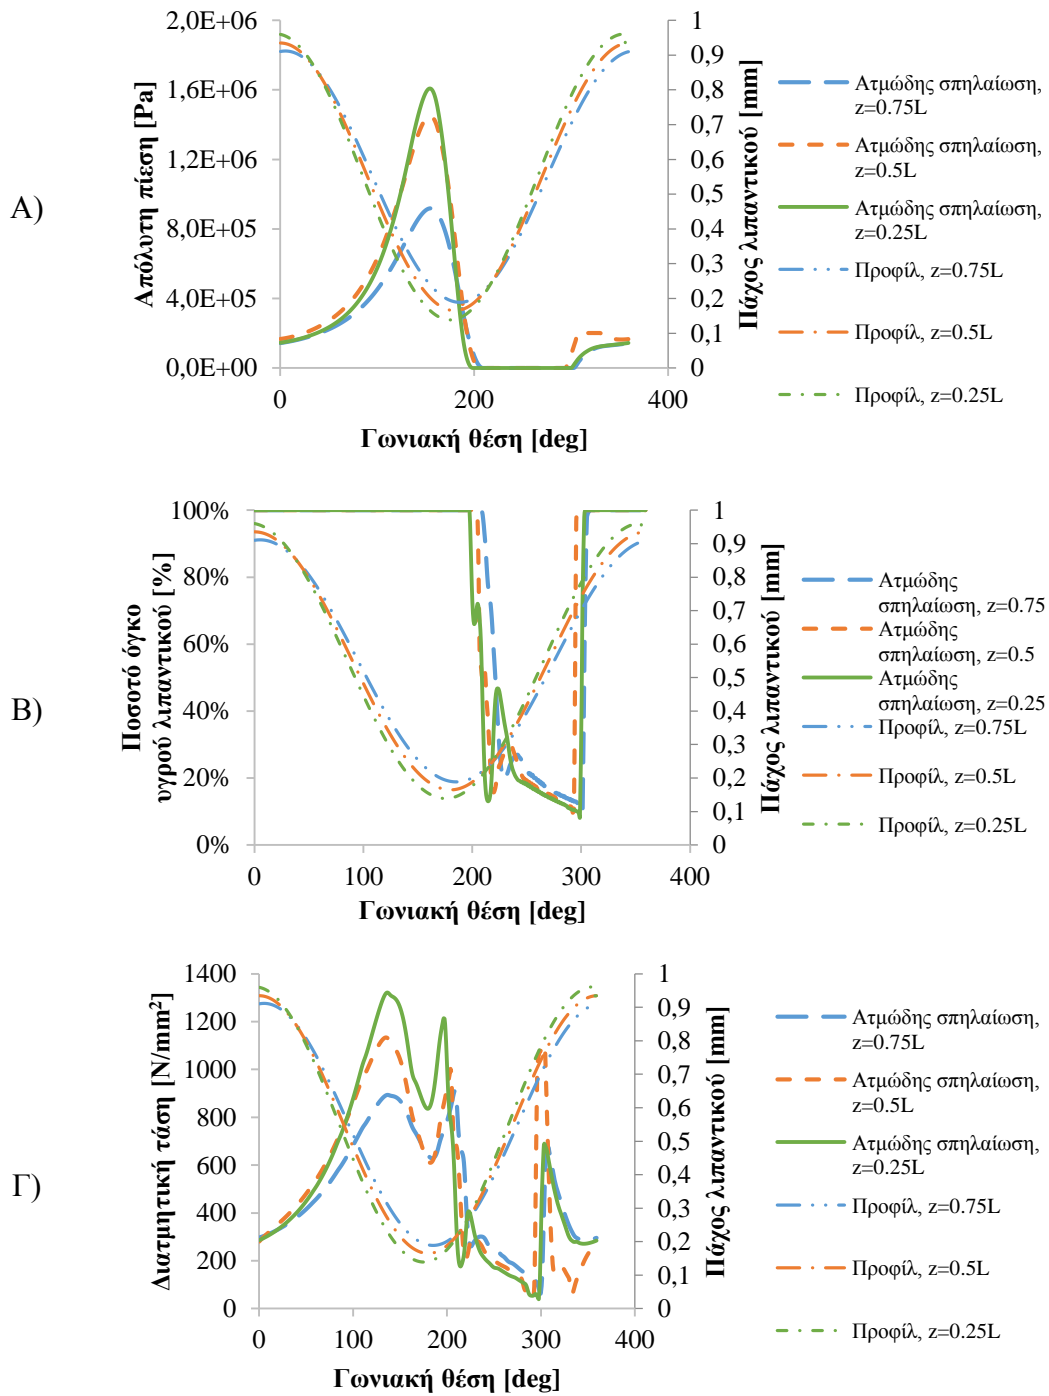 Α)
Απόλυτη πίεση [Pa]
2,0E+06
1,6E+06
1,2E+06
8,0E+05
4,0E+05
0,0E+00
0
200
400
Γωνιακή θέση [deg]
1
0,9
0,8
0,7
0,6
0,5
0,4
0,3
0,2
0,1
0
Πάχος λιπαντικού [mm]
Ατμώδης σπηλαίωση,
z=0.75L
Ατμώδης σπηλαίωση,
z=0.5L
Ατμώδης σπηλαίωση,
z=0.25L
Προφίλ, z=0.75L
Προφίλ, z=0.5L
Προφίλ, z=0.25L
Β)
Ποσοτό όγκο
υγρού λιπαντικού [%]
100%
80%
60%
40%
20%
0%
0
100
200
300
400
Γωνιακή θέση [deg]
1
0,9
0,8
0,7
0,6
0,5
0,4
0,3
0,2
0,1
0
Πάχος λιπαντικού [mm]
Ατμώδης
σπηλαίωση, z=0.75
Ατμώδης
σπηλαίωση, z=0.5
Ατμώδης
σπηλαίωση, z=0.25
Προφίλ, z=0.75L
Προφίλ, z=0.5L
Προφίλ, z=0.25L
Γ)
Διατμητική τάση [N/mm²]
1400
1200
1000
800
600
400
200
0
0
100
200
300
400
Γωνιακή θέση [deg]
1
0,9
0,8
0,7
0,6
0,5
0,4
0,3
0,2
0,1
0
Πάχος λιπαντικού [mm]
Ατμώδης σπηλαίωση,
z=0.75L
Ατμώδης σπηλαίωση,
z=0.5L
Ατμώδης σπηλαίωση,
z=0.25L
Προφίλ, z=0.75L
Προφίλ, z=0.5L
Προφίλ, z=0.25L